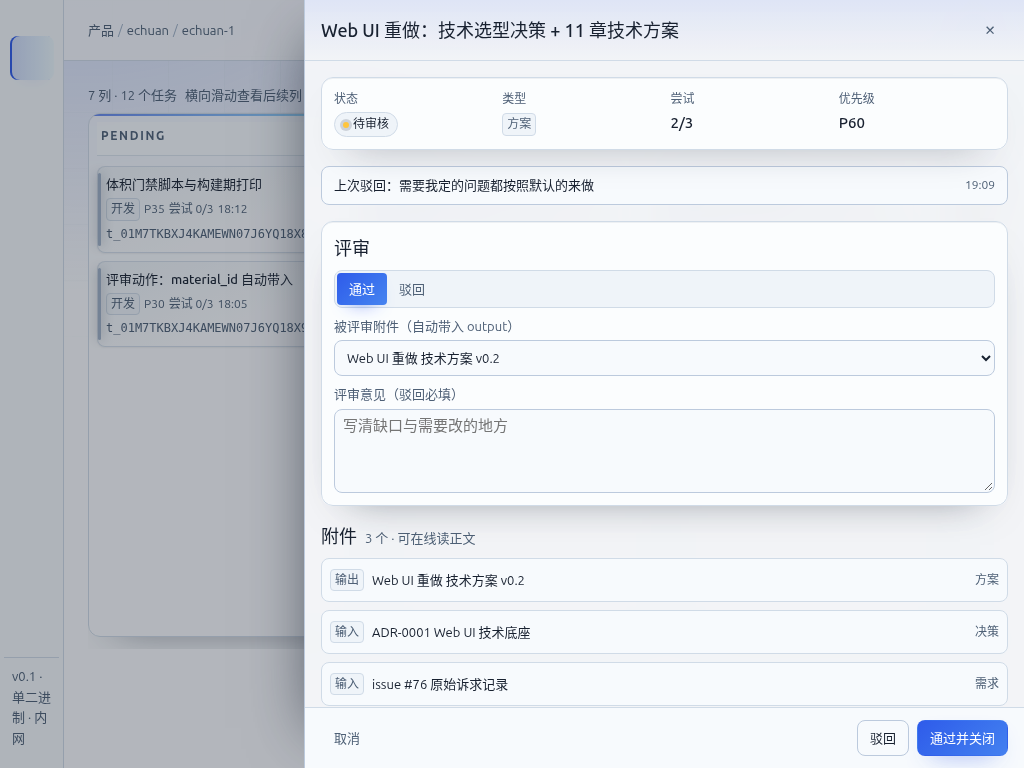 产品 / echuan / echuan-1
7 列 · 12 个任务 横向滑动查看后续列
PENDING
体积门禁脚本与构建期打印
开发 P35 尝试 0/3 18:12
t_01M7TKBXJ4KAMEWN07J6YQ18X
评审动作：material_id 自动带入
开发 P30 尝试 0/3 18:05
t_01M7TKBXJ4KAMEWN07J6YQ18X
v0.1 ·
单二进
制 · 内
网
Web UI 重做：技术选型决策 + 11 章技术方案
×
状态 类型 尝试 优先级
待审核 方案 2/3 P60
上次驳回：需要我定的问题都按照默认的来做 19:09
评审
通过 驳回
被评审附件（自动带入 output）
Web UI 重做 技术方案 v0.2
评审意见（驳回必填）
写清缺口与需要改的地方
附件 3 个 · 可在线读正文
输出 Web UI 重做 技术方案 v0.2 方案
输入 ADR-0001 Web UI 技术底座 决策
输入 issue #76 原始诉求记录 需求
取消 驳回 通过并关闭